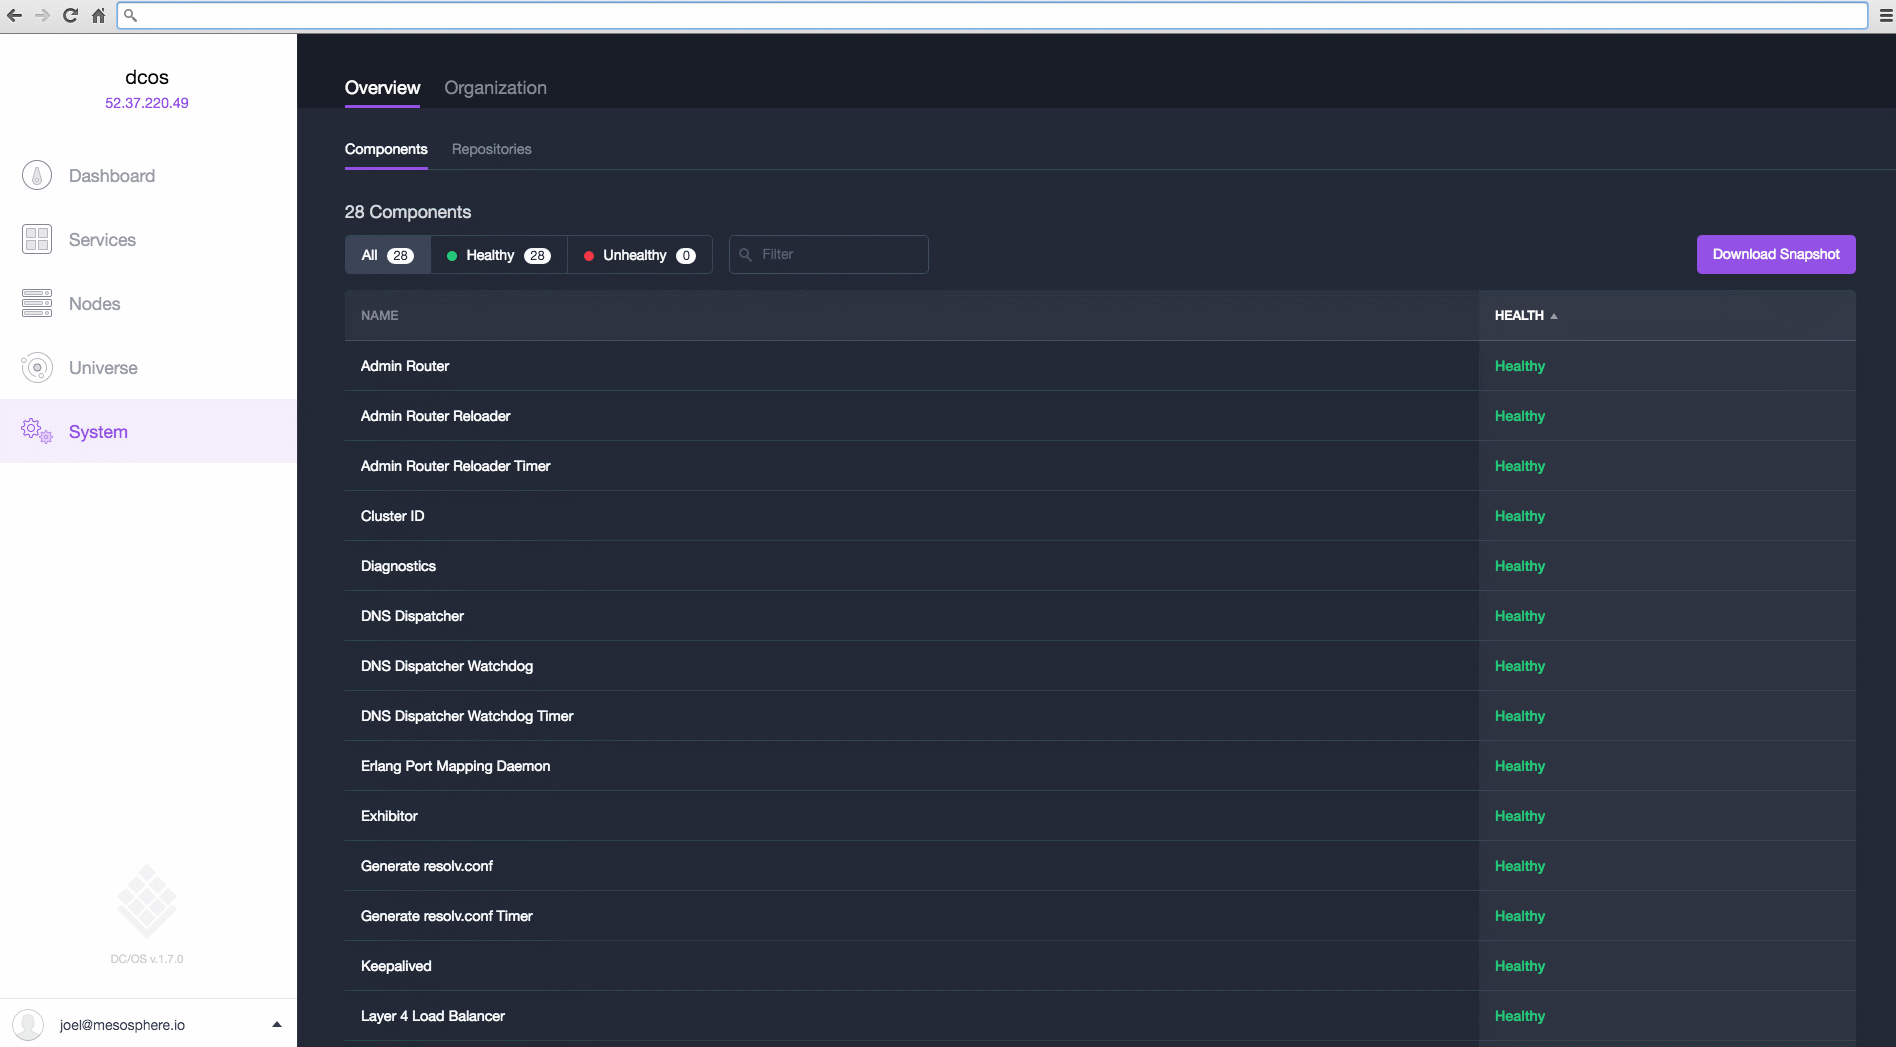 dcos
52.37.220.49
Dashboard
Services
Nodes
Universe
System
DC/OS v.1.7.0
joel@mesosphere.io
Overview Organization
Components Repositories
28 Components
All 28 Healthy 28 Unhealthy 0 Filter Download Snapshot
NAME HEALTH
Admin Router Healthy
Admin Router Reloader Healthy
Admin Router Reloader Timer Healthy
Cluster ID Healthy
Diagnostics Healthy
DNS Dispatcher Healthy
DNS Dispatcher Watchdog Healthy
DNS Dispatcher Watchdog Timer Healthy
Erlang Port Mapping Daemon Healthy
Exhibitor Healthy
Generate resolv.conf Healthy
Generate resolv.conf Timer Healthy
Keepalived Healthy
Layer 4 Load Balancer Healthy